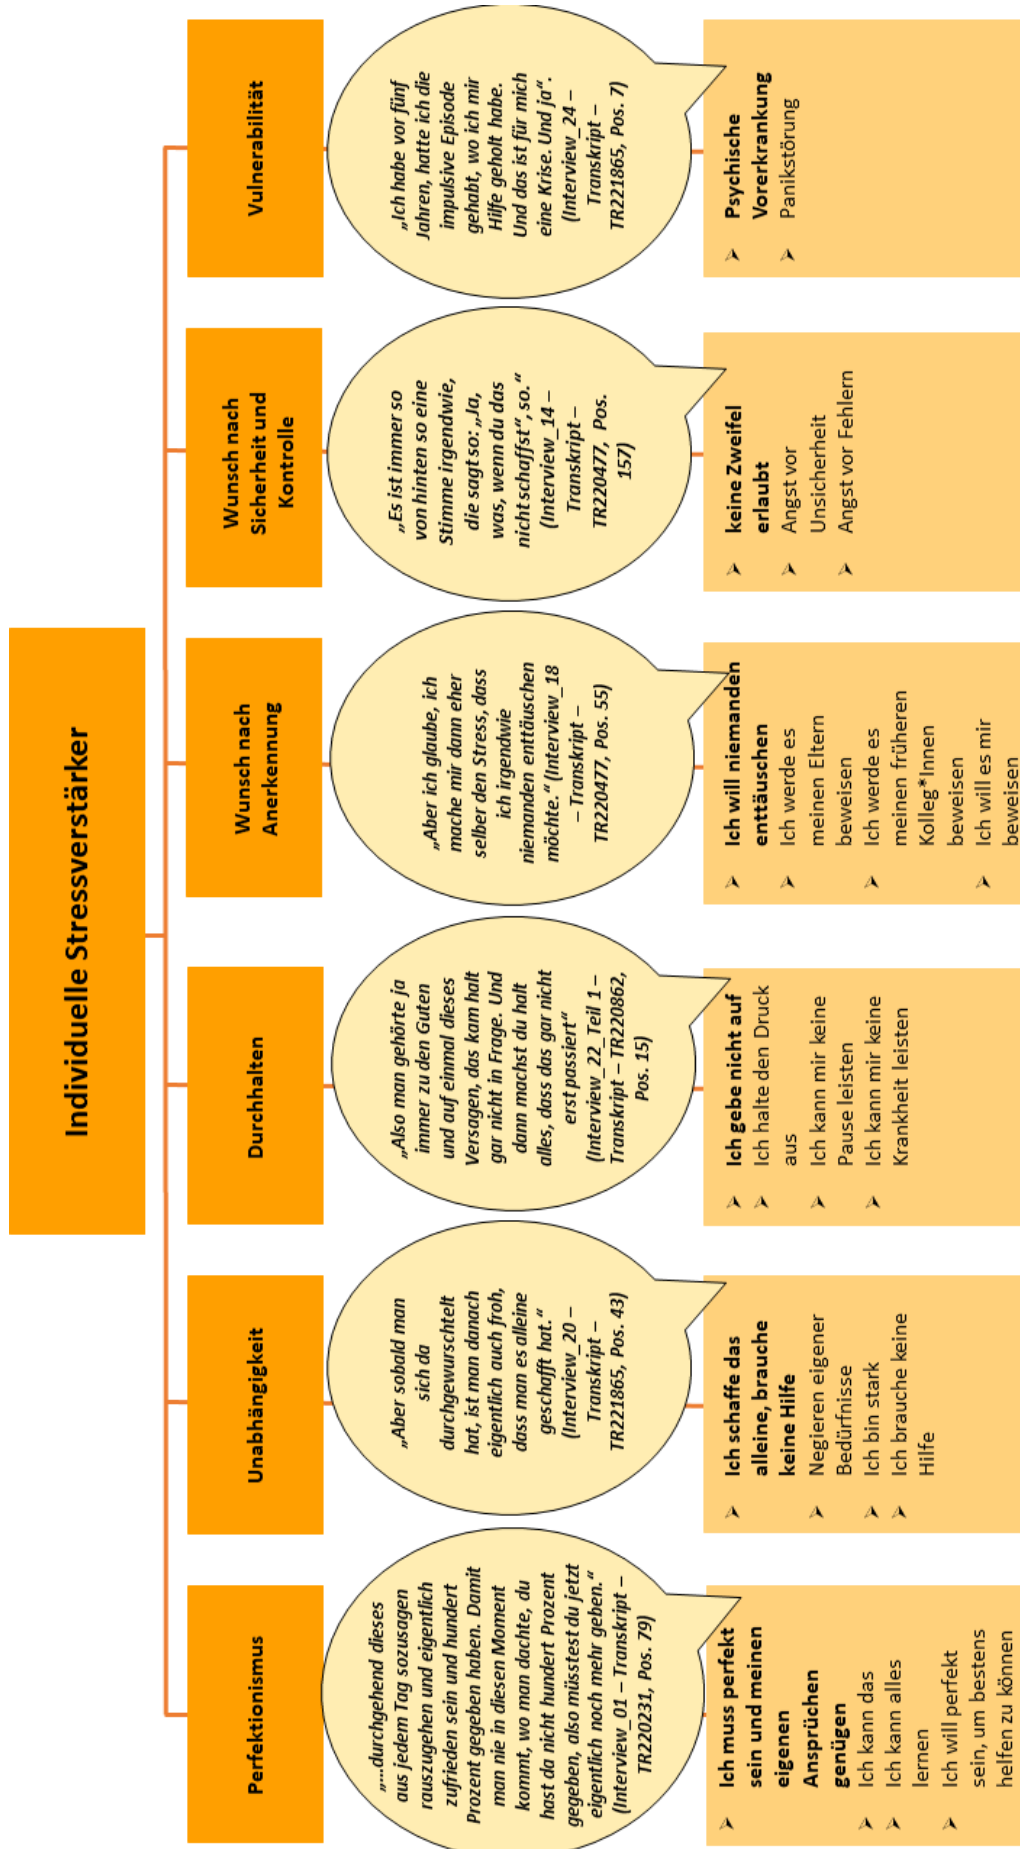 Individuelle Stressverstärker
Perfektionismus
„...durchgehend dieses
aus jedem Tag sozusagen
rauszugehen und eigentlich
zufrieden sein und hundert
Prozent gegeben haben. Damit
man nie in diesen Moment
kommt, wo man dachte, du
hast da nicht hundert Prozent
gegeben, also müsstest du jetzt
eigentlich noch mehr geben.“
(Interview_01 – Transkript –
TR220231, Pos. 79)
➤ Ich muss perfekt
sein und meinen
eigenen
Ansprüchen
genügen
➤ Ich kann das
➤ Ich kann alles
lernen
➤ Ich will perfekt
sein, um bestens
helfen zu können
Unabhängigkeit
„Aber sobald man
sich da
durchgewurschtelt
hat, ist man danach
eigentlich auch froh,
dass man es alleine
geschafft hat.“
(Interview_20 –
Transkript –
TR221865, Pos. 43)
➤ Ich schaffe das
alleine, brauche
keine Hilfe
➤ Negieren eigener
Bedürfnisse
➤ Ich bin stark
➤ Ich brauche keine
Hilfe
Durchhalten
„Also man gehörte ja
immer zu den Guten
und auf einmal dieses
Versagen, das kam halt
gar nicht in Frage. Und
dann machst du halt
alles, dass das gar nicht
erst passiert“
(Interview_22_Teil 1 –
Transkript – TR220862,
Pos. 15)
➤ Ich gebe nicht auf
➤ Ich halte den Druck
aus
➤ Ich kann mir keine
Pause leisten
➤ Ich kann mir keine
Krankheit leisten
Wunsch nach
Anerkennung
„Aber ich glaube, ich
mache mir dann eher
selber den Stress, dass
ich irgendwie
niemanden enttäuschen
möchte.“ (Interview_18
– Transkript –
TR220477, Pos. 55)
➤ Ich will niemanden
enttäuschen
➤ Ich werde es
meinen Eltern
beweisen
➤ Ich werde es
meinen früheren
Kolleg*Innen
beweisen
➤ Ich will es mir
beweisen
Wunsch nach
Sicherheit und
Kontrolle
„Es ist immer so
von hinten so eine
Stimme irgendwie,
die sagt so: „Ja,
was, wenn du das
nicht schaffst“, so.“
(Interview_14 –
Transkript –
TR220477, Pos.
157)
➤ keine Zweifel
erlaubt
➤ Angst vor
Unsicherheit
➤ Angst vor Fehlern
Vulnerabilität
„Ich habe vor fünf
Jahren, hatte ich die
impulsive Episode
gehabt, wo ich mir
Hilfe geholt habe.
Und das ist für mich
eine Krise. Und ja“.
(Interview_24 –
Transkript –
TR221865, Pos. 7)
➤ Psychische
Vorerkrankung
➤ Panikstörung